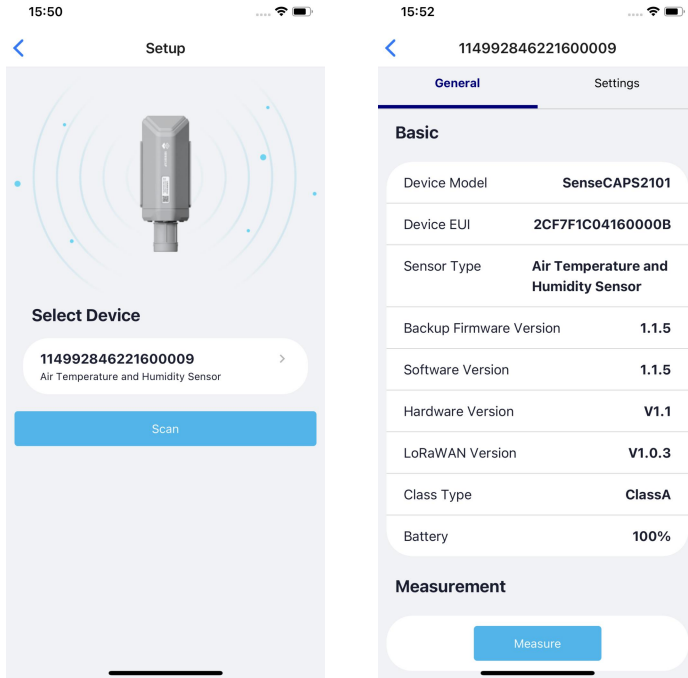 15:50
Setup
Select Device
114992846221600009
Air Temperature and Humidity Sensor
Scan
15:52
114992846221600009
General
Settings
Basic
Device Model SenseCAPS2101
Device EUI 2CF7F1C04160000B
Sensor Type Air Temperature and
Humidity Sensor
Backup Firmware Version 1.1.5
Software Version 1.1.5
Hardware Version V1.1
LoRaWAN Version V1.0.3
Class Type ClassA
Battery 100%
Measurement
Measure